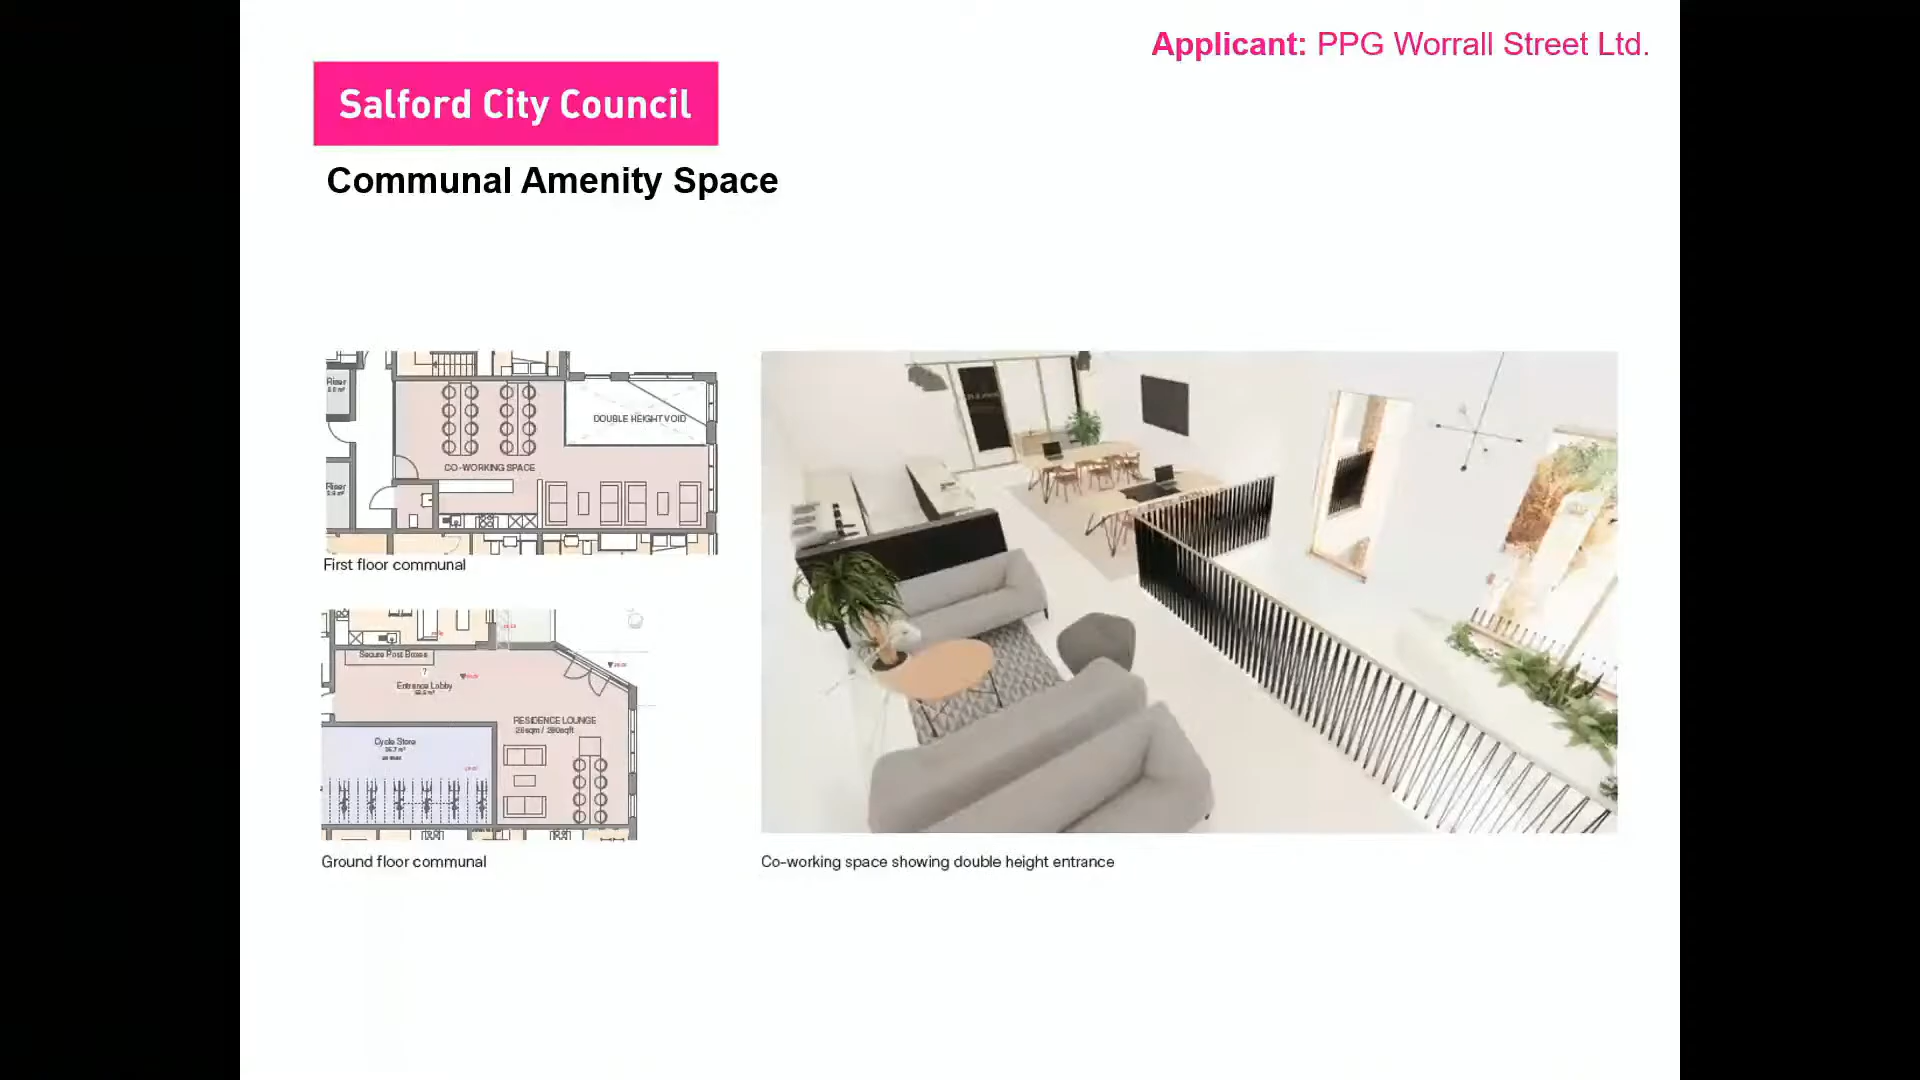 Applicant: PPG Worrall Street Ltd.
Salford City Council
Communal Amenity Space
Riser
DOUBLE HEIGHT VOID
CO-WORKING SPACE
Riser
First floor communal
Secure Post Boxes
Entrance Lobby
RESIDENCE LOUNGE
26sqm / 280sqft
Cycle Store
Ground floor communal
Co-working space showing double height entrance